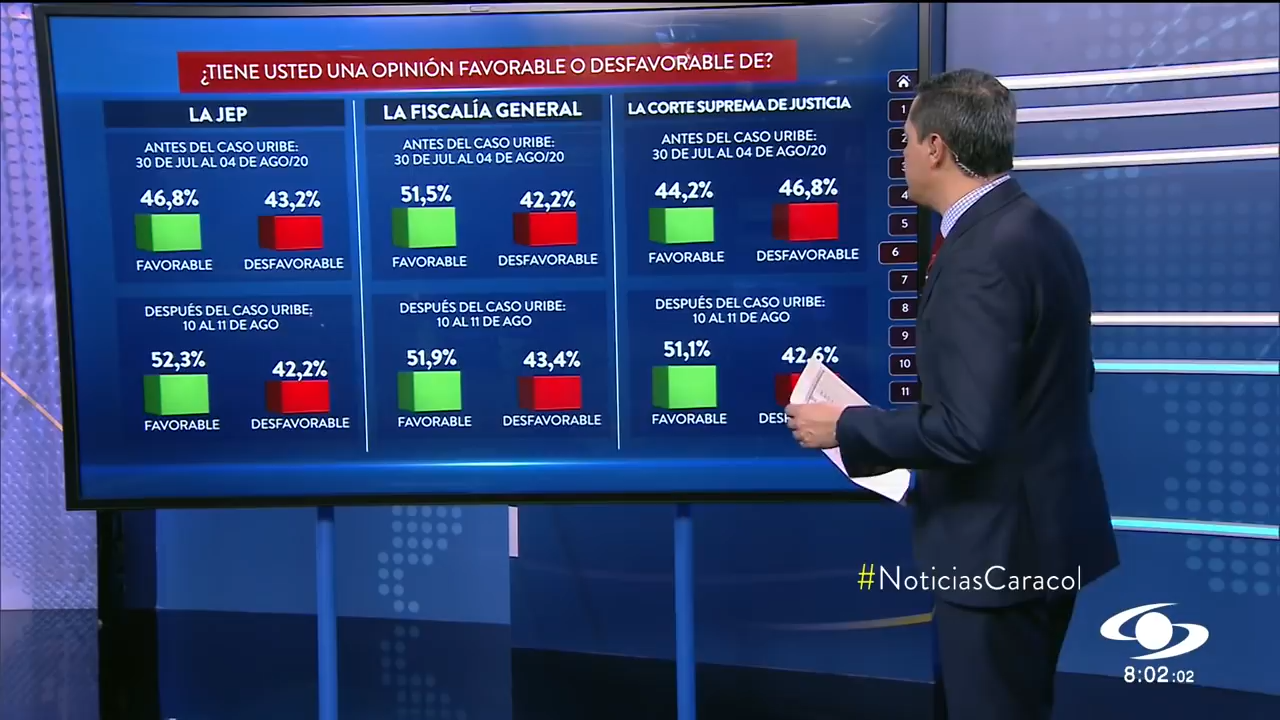 ¿TIENE USTED UNA OPINIÓN FAVORABLE O DESFAVORABLE DE?
LA JEP
ANTES DEL CASO URIBE:
30 DE JUL AL 04 DE AGO/20
46,8%
43,2%
FAVORABLE
DESFAVORABLE
DESPUÉS DEL CASO URIBE:
10 AL 11 DE AGO
52,3%
42,2%
FAVORABLE
DESFAVORABLE
LA FISCALÍA GENERAL
ANTES DEL CASO URIBE:
30 DE JUL AL 04 DE AGO/20
51,5%
42,2%
FAVORABLE
DESFAVORABLE
DESPUÉS DEL CASO URIBE:
10 AL 11 DE AGO
51,9%
43,4%
FAVORABLE
DESFAVORABLE
LA CORTE SUPREMA DE JUSTICIA
ANTES DEL CASO URIBE:
30 DE JUL AL 04 DE AGO/20
44,2%
46,8%
FAVORABLE
DESFAVORABLE
DESPUÉS DEL CASO URIBE:
10 AL 11 DE AGO
51,1%
42,6%
FAVORABLE
1
2
3
4
5
6
7
8
9
10
11
#NoticiasCaracol
8:02:02